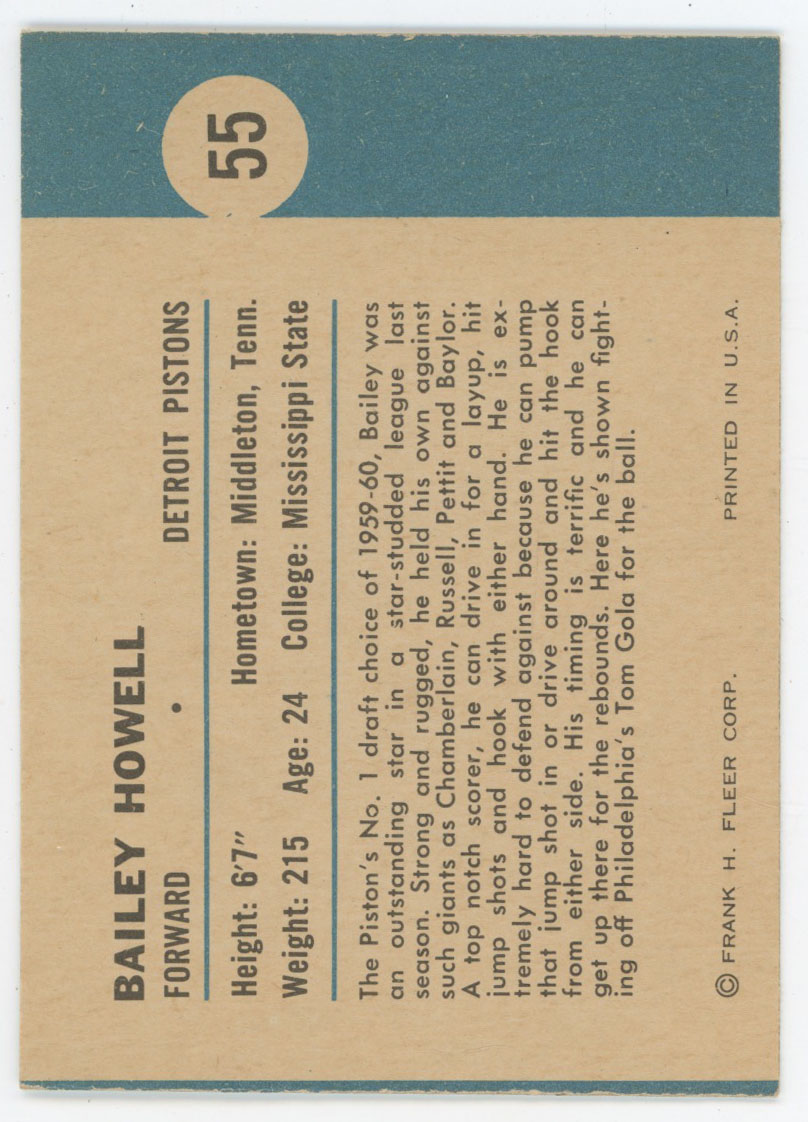 55
BAILEY HOWELL
FORWARD • DETROIT PISTONS
Height: 6'7" Hometown: Middleton, Tenn.
Weight: 215 Age: 24 College: Mississippi State
The Piston's No. 1 draft choice of 1959-60, Bailey was
an outstanding star in a star-studded league last
season. Strong and rugged, he held his own against
such giants as Chamberlain, Russell, Pettit and Baylor.
A top notch scorer, he can drive in for a layup, hit
jump shots and hook with either hand. He is ex-
tremely hard to defend against because he can pump
that jump shot in or drive around and hit the hook
from either side. His timing is terrific and he can
get up there for the rebounds. Here he's shown fight-
ing off Philadelphia's Tom Gola for the ball.
© FRANK H. FLEER CORP. PRINTED IN U.S.A.